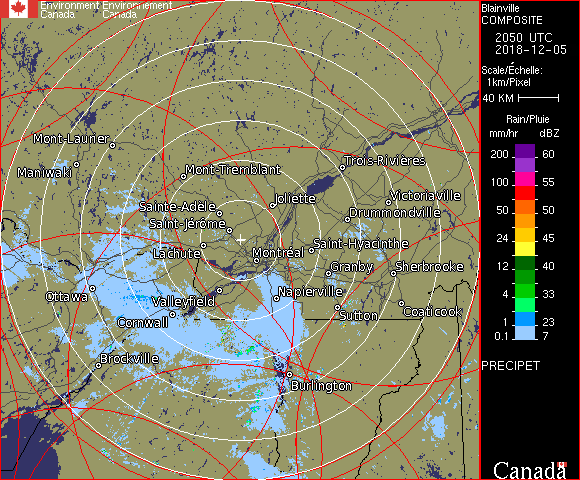 Environment Environnement
Canada Canada
Blainville
COMPOSITE
2050 UTC
2018-12-05
Scale/Échelle:
1km/Pixel
40 KM
Rain/Pluie
mm/hr dBZ
200 60
100 55
50 50
24 45
12 40
4 33
1 23
0.1 7
PRECIPET
Canada
Mont-Laurier
Maniwaki
Mont-Tremblant
Trois-Rivières
Sainte-Adèle
Joliette
Victoriaville
Drummondville
Saint-Jérôme
Lachute
Montréal
Saint-Hyacinthe
Granby
Sherbrooke
Ottawa
Valleyfield
Napierville
Sutton
Coaticook
Cornwall
Brockville
Burlington